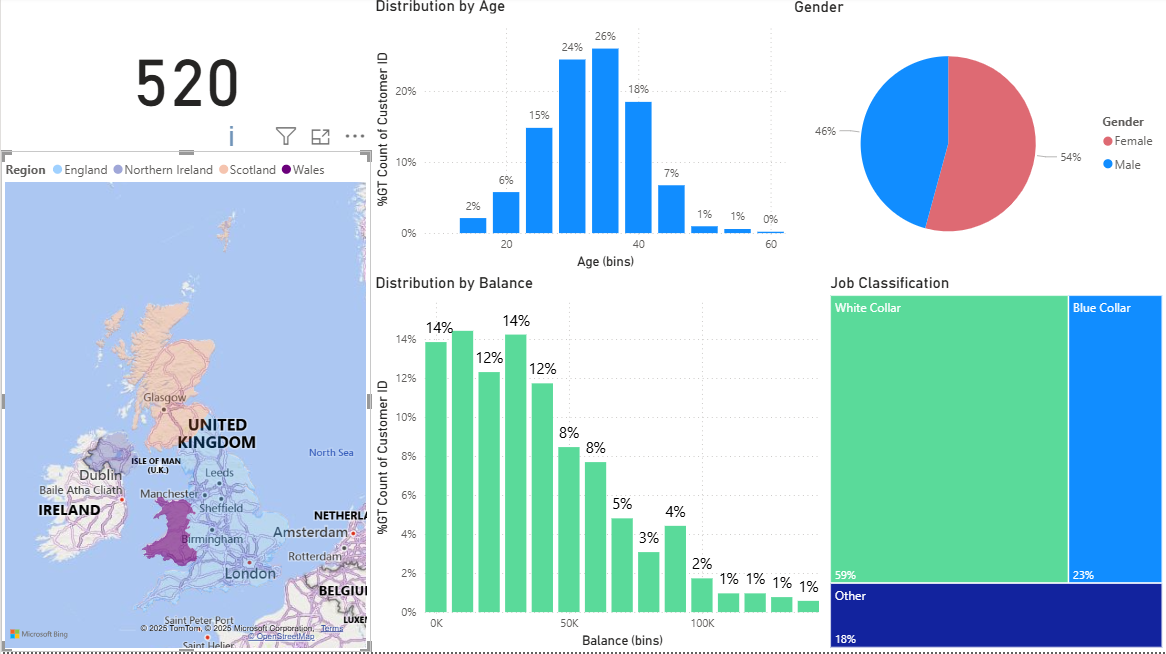 520
Region England Northern Ireland Scotland Wales
Glasgow
UNITED
KINGDOM
North Sea
ISLE OF MAN
(U.K.)
Dublin
Baile Átha Cliath
IRELAND
Leeds
Manchester
Sheffield
Birmingham
London
NETHERLA
Amsterdam
Rotterdam
BELGIU
LUXEM
Saint Peter Port
Saint Helier
Microsoft Bing
© 2025 TomTom, © 2025 Microsoft Corporation, Terms
© OpenStreetMap
Distribution by Age
%GT Count of Customer ID
20%
10%
0%
2%
6%
15%
24%
26%
18%
7%
1%
1%
0%
20 40 60
Age (bins)
Gender
46%
54%
Gender
Female
Male
Distribution by Balance
%GT Count of Customer ID
14%
12%
10%
8%
6%
4%
2%
0%
14%
12%
14%
12%
8%
8%
5%
3%
4%
2%
1%
1%
1%
1%
0K 50K 100K
Balance (bins)
Job Classification
White Collar
59%
Blue Collar
23%
Other
18%